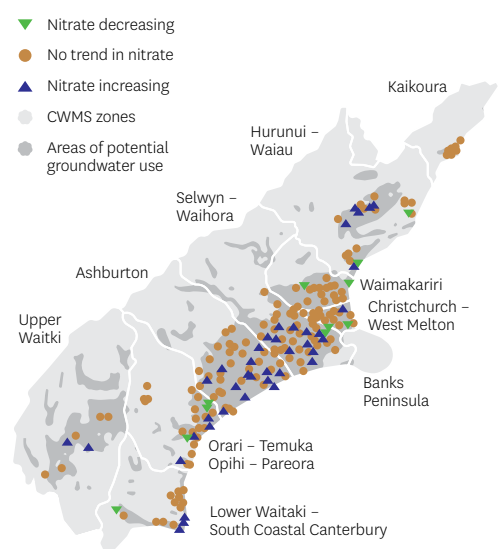 Nitrate decreasing
No trend in nitrate
Nitrate increasing
CWMS zones
Areas of potential
groundwater use
Kaikoura
Hurunui –
Waiau
Selwyn –
Waihora
Ashburton
Upper
Waitki
Waimakariri
Christchurch –
West Melton
Banks
Peninsula
Orari – Temuka
Opihi – Pareora
Lower Waitaki –
South Coastal Canterbury